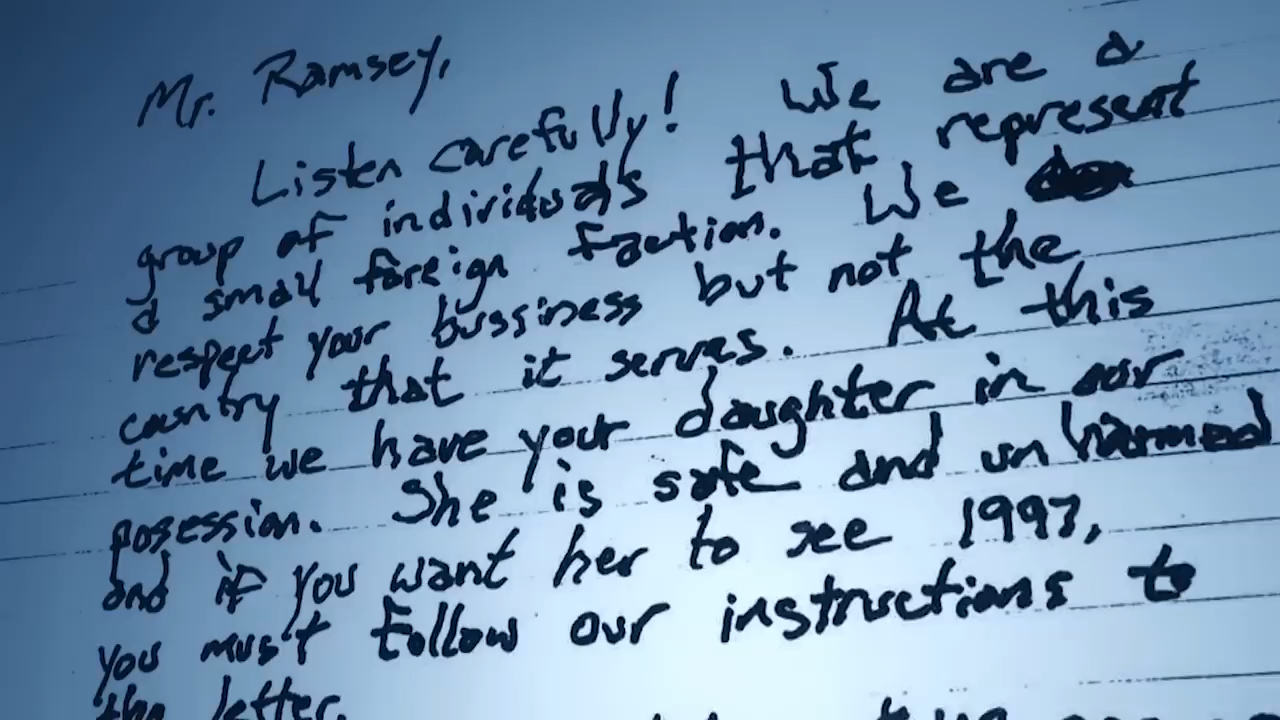 Mr. Ramsey,
Listen carefully! We are a
group of individuals that represent
a small foreign faction. We
respect your bussiness but not the
country that it serves. At this
time we have your daughter in our
posession. She is safe and unharmed
and if you want her to see 1997,
you must follow our instructions to
the letter.